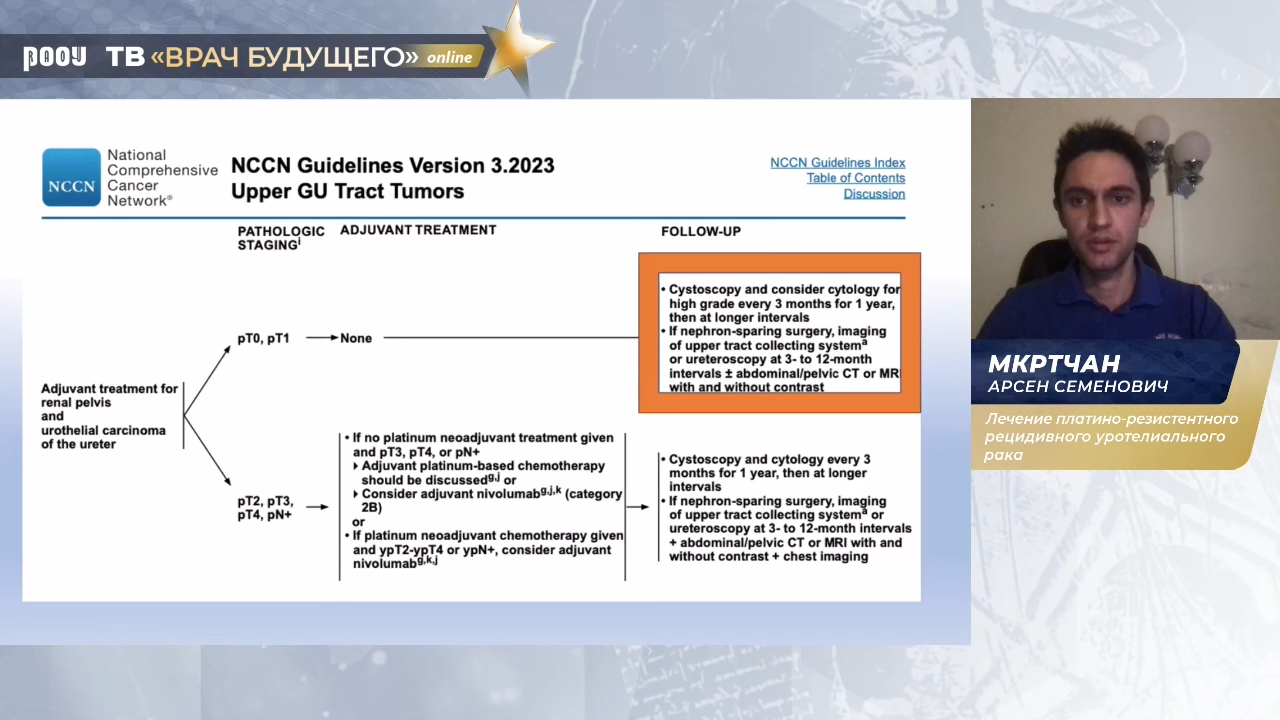 РООУ ТВ «ВРАЧ БУДУЩЕГО» online
NCCN
National
Comprehensive
Cancer
Network®
NCCN Guidelines Version 3.2023
Upper GU Tract Tumors
NCCN Guidelines Index
Table of Contents
Discussion
PATHOLOGIC
STAGINGⁱ
ADJUVANT TREATMENT
FOLLOW-UP
Adjuvant treatment for
renal pelvis
and
urothelial carcinoma
of the ureter
pT0, pT1
None
• Cystoscopy and consider cytology for
high grade every 3 months for 1 year,
then at longer intervals
• If nephron-sparing surgery, imaging
of upper tract collecting systemᵃ
or ureteroscopy at 3- to 12-month
intervals ± abdominal/pelvic CT or MRI
with and without contrast
pT2, pT3,
pT4, pN+
• If no platinum neoadjuvant treatment given
and pT3, pT4, or pN+
Adjuvant platinum-based chemotherapy
should be discussedᵍ,ʲ or
Consider adjuvant nivolumabᵍ,ʲ,ᵏ (category
2B)
or
• If platinum neoadjuvant chemotherapy given
and ypT2-ypT4 or ypN+, consider adjuvant
nivolumabᵍ,ᵏ,ʲ
• Cystoscopy and cytology every 3
months for 1 year, then at longer
intervals
• If nephron-sparing surgery, imaging
of upper tract collecting systemᵃ or
ureteroscopy at 3- to 12-month intervals
+ abdominal/pelvic CT or MRI with and
without contrast + chest imaging
МКРТЧАН
АРСЕН СЕМЕНОВИЧ
Лечение платино-резистентного
рецидивного уротелиального
рака